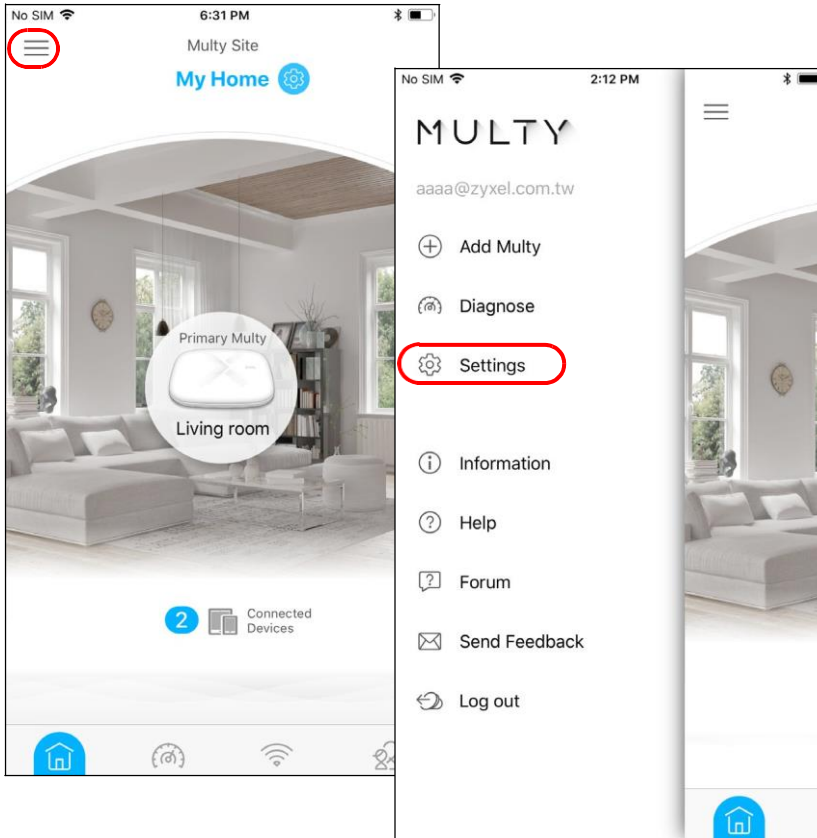 No SIM 6:31 PM
Multy Site
My Home
Primary Multy
Living room
2 Connected
Devices
No SIM 2:12 PM
MULTY
aaaa@zyxel.com.tw
Add Multy
Diagnose
Settings
Information
Help
Forum
Send Feedback
Log out